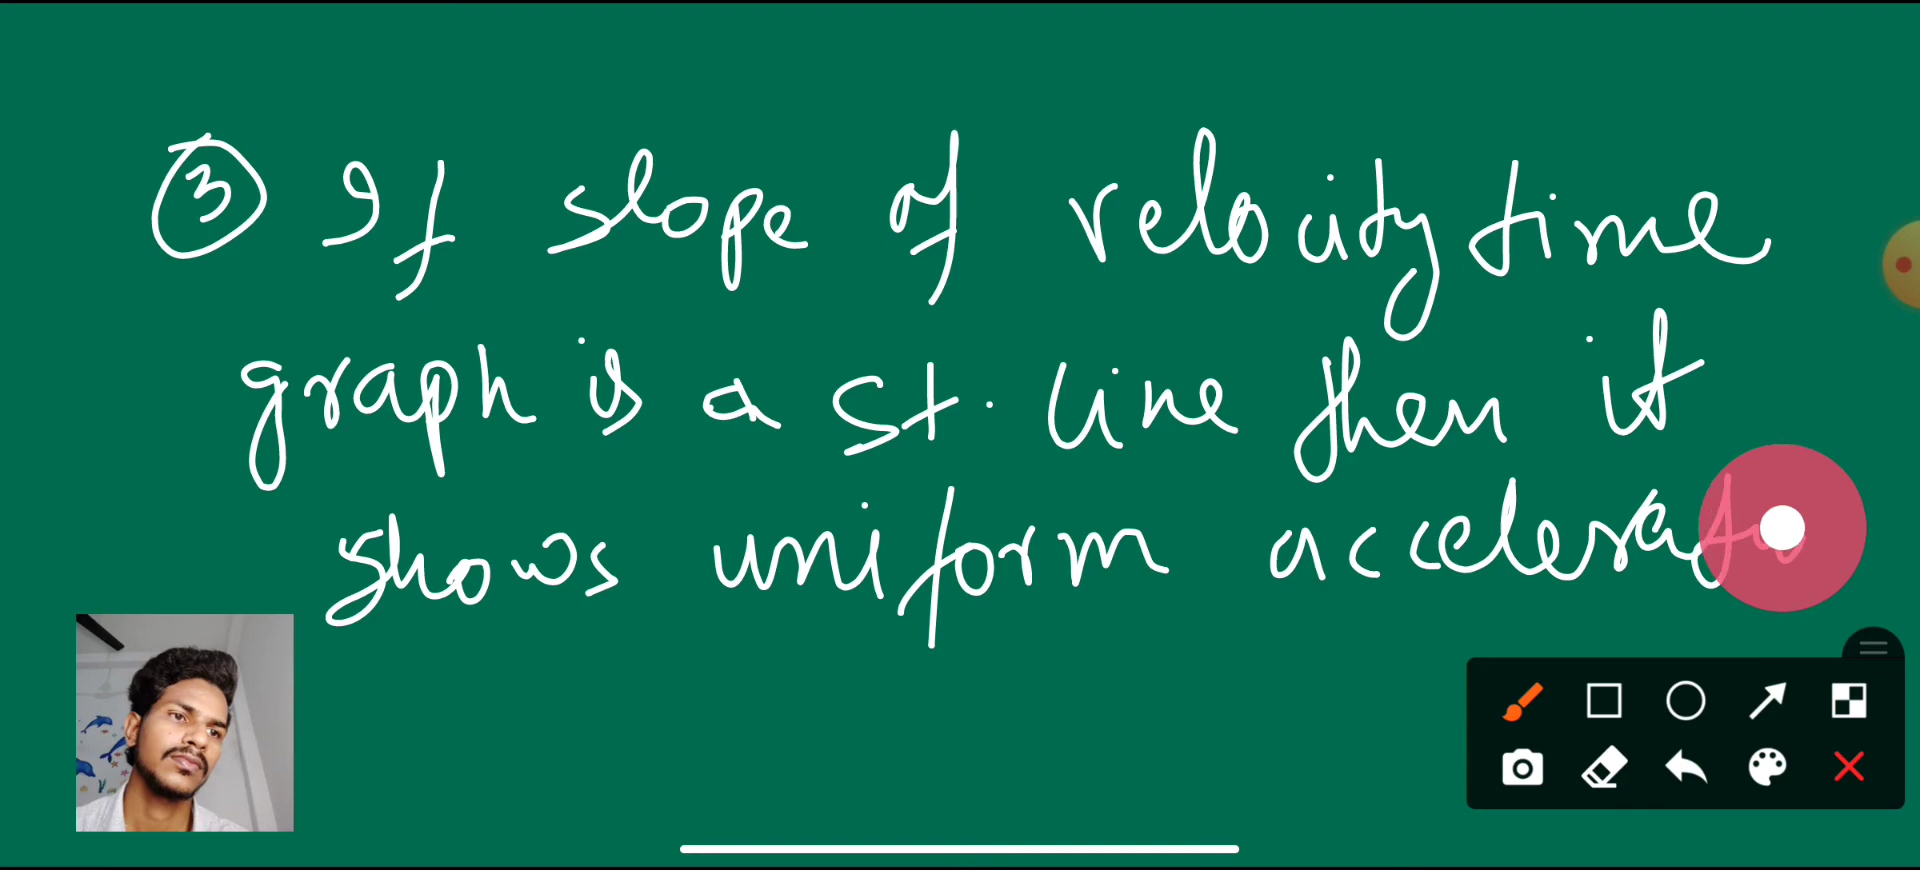 ③ If slope of velocity time
graph is a st. line then it
shows uniform